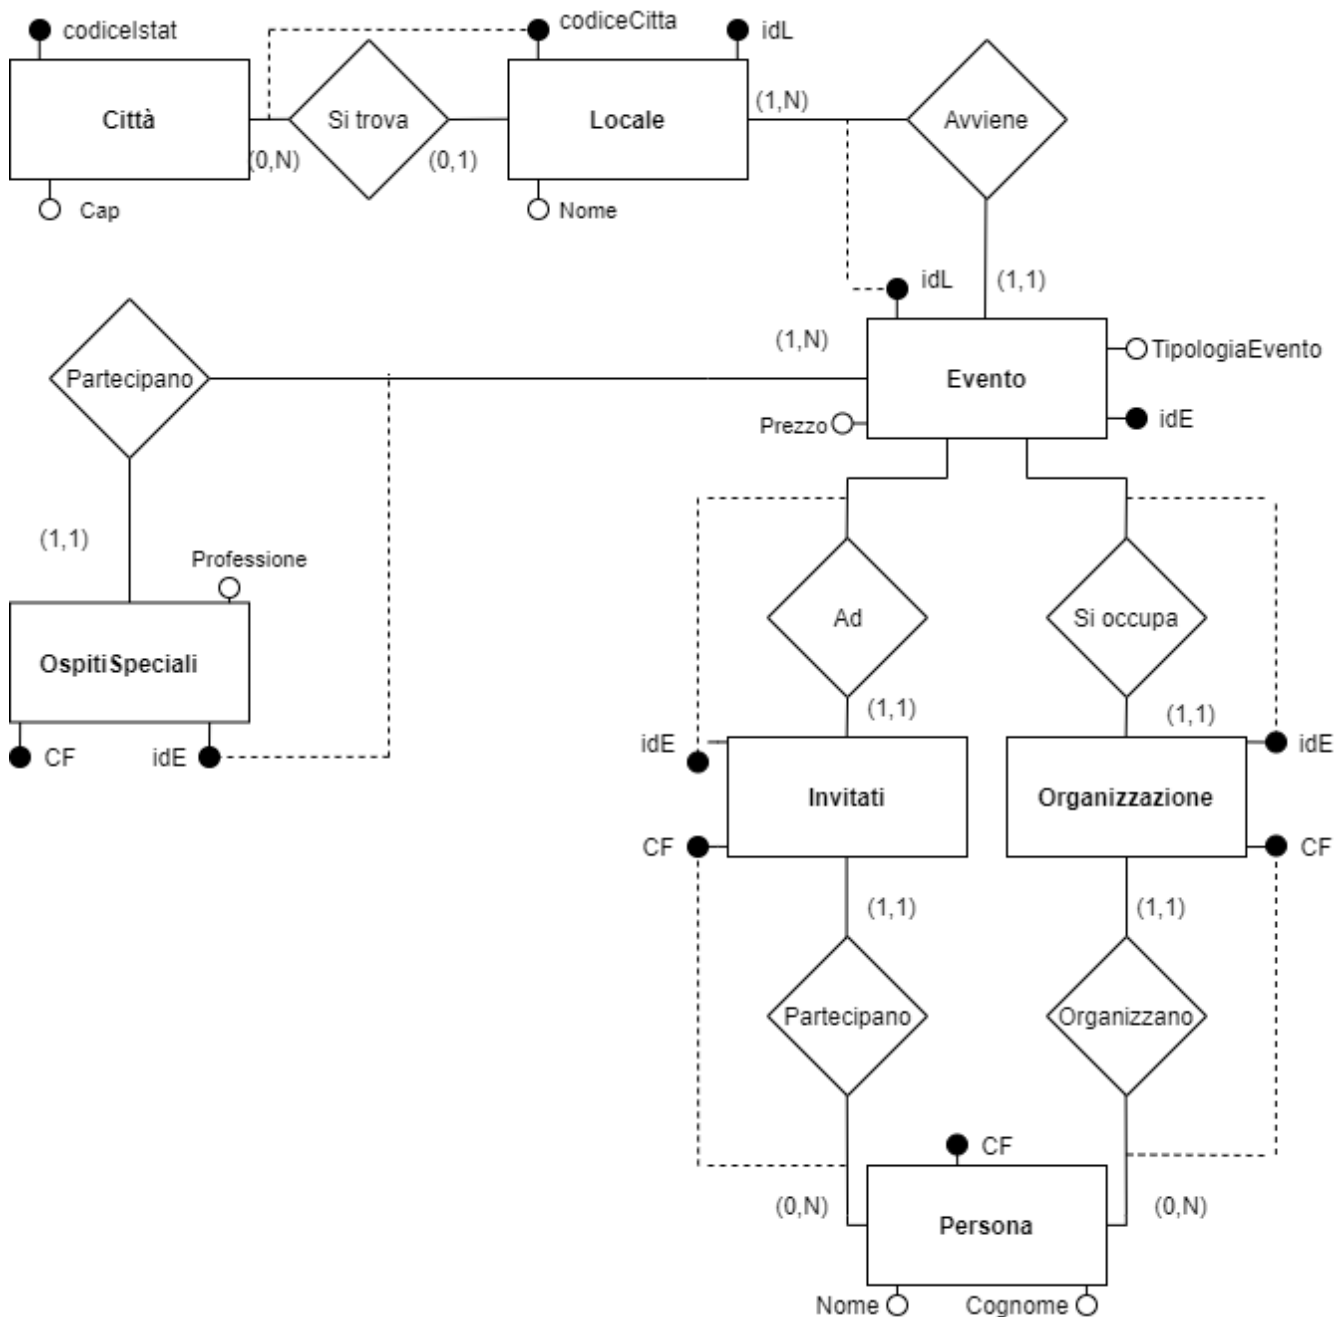 codiceIstat
codiceCitta
idL
Città
Si trova
Locale
(1,N)
Avviene
(0,N)
(0,1)
Cap
Nome
idL
(1,1)
(1,N)
TipologiaEvento
Partecipano
Evento
Prezzo
idE
(1,1)
Professione
Ad
Si occupa
OspitiSpeciali
(1,1)
(1,1)
CF
idE
idE
idE
Invitati
Organizzazione
CF
CF
(1,1)
(1,1)
Partecipano
Organizzano
CF
(0,N)
(0,N)
Persona
Nome
Cognome